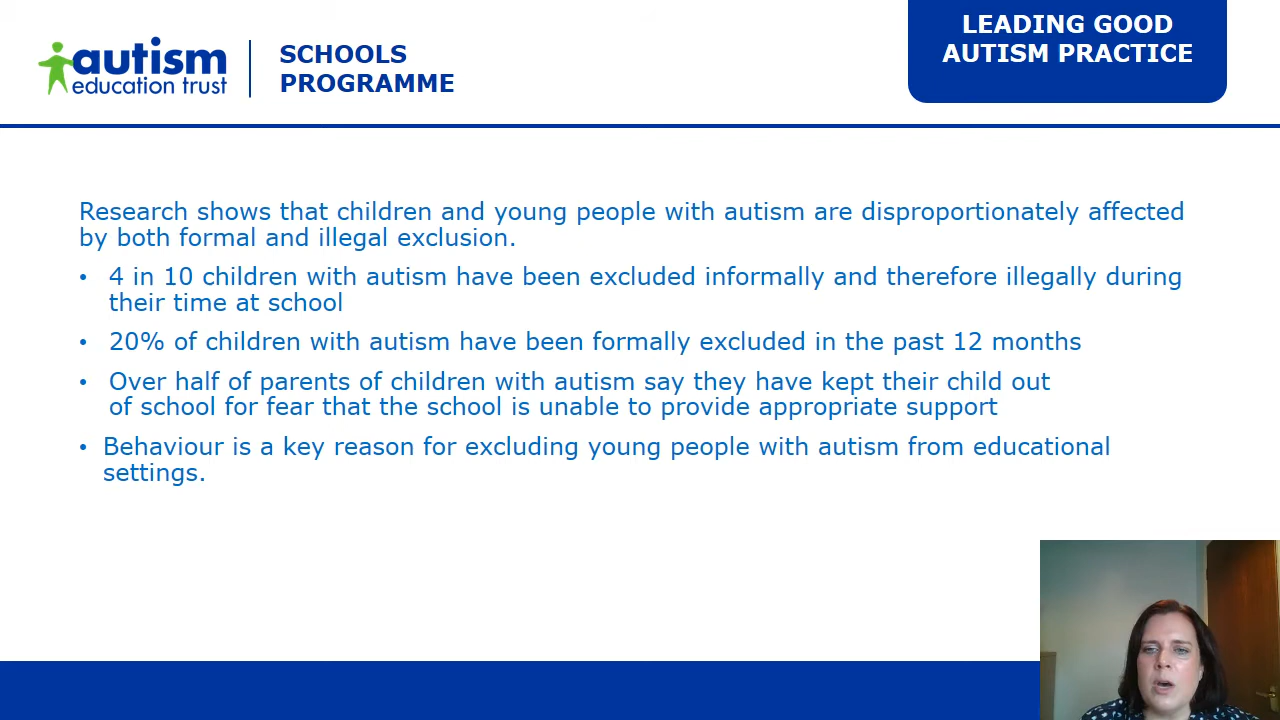 autism
education trust
SCHOOLS
PROGRAMME
LEADING GOOD
AUTISM PRACTICE
Research shows that children and young people with autism are disproportionately affected
by both formal and illegal exclusion.
• 4 in 10 children with autism have been excluded informally and therefore illegally during
their time at school
• 20% of children with autism have been formally excluded in the past 12 months
• Over half of parents of children with autism say they have kept their child out
of school for fear that the school is unable to provide appropriate support
• Behaviour is a key reason for excluding young people with autism from educational
settings.